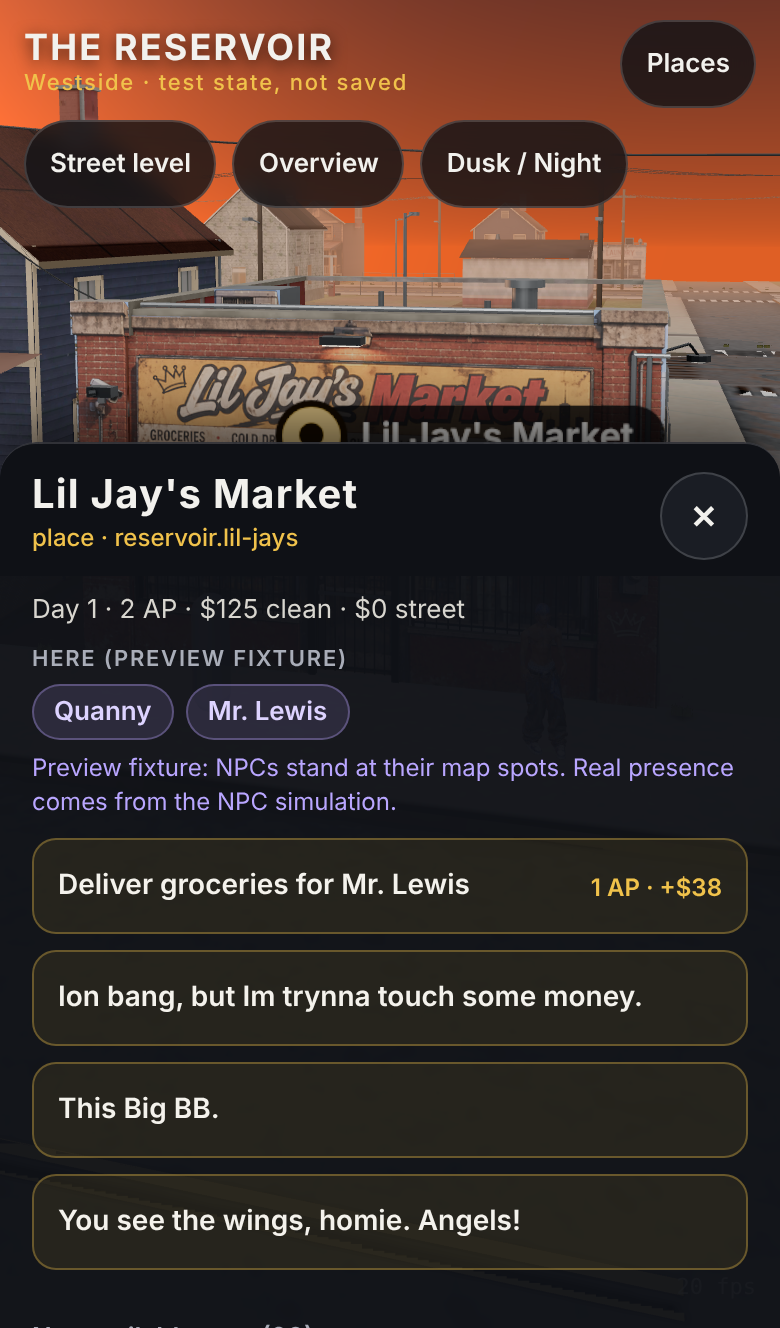 THE RESERVOIR
Westside · test state, not saved
Places
Street level
Overview
Dusk / Night
Lil Jay's Market
GROCERIES · COLD DR
Lil Jay's Market
Lil Jay's Market
place · reservoir.lil-jays
×
Day 1 · 2 AP · $125 clean · $0 street
HERE (PREVIEW FIXTURE)
Quanny
Mr. Lewis
Preview fixture: NPCs stand at their map spots. Real presence
comes from the NPC simulation.
Deliver groceries for Mr. Lewis
1 AP · +$38
Ion bang, but Im trynna touch some money.
This Big BB.
You see the wings, homie. Angels!
20 fps